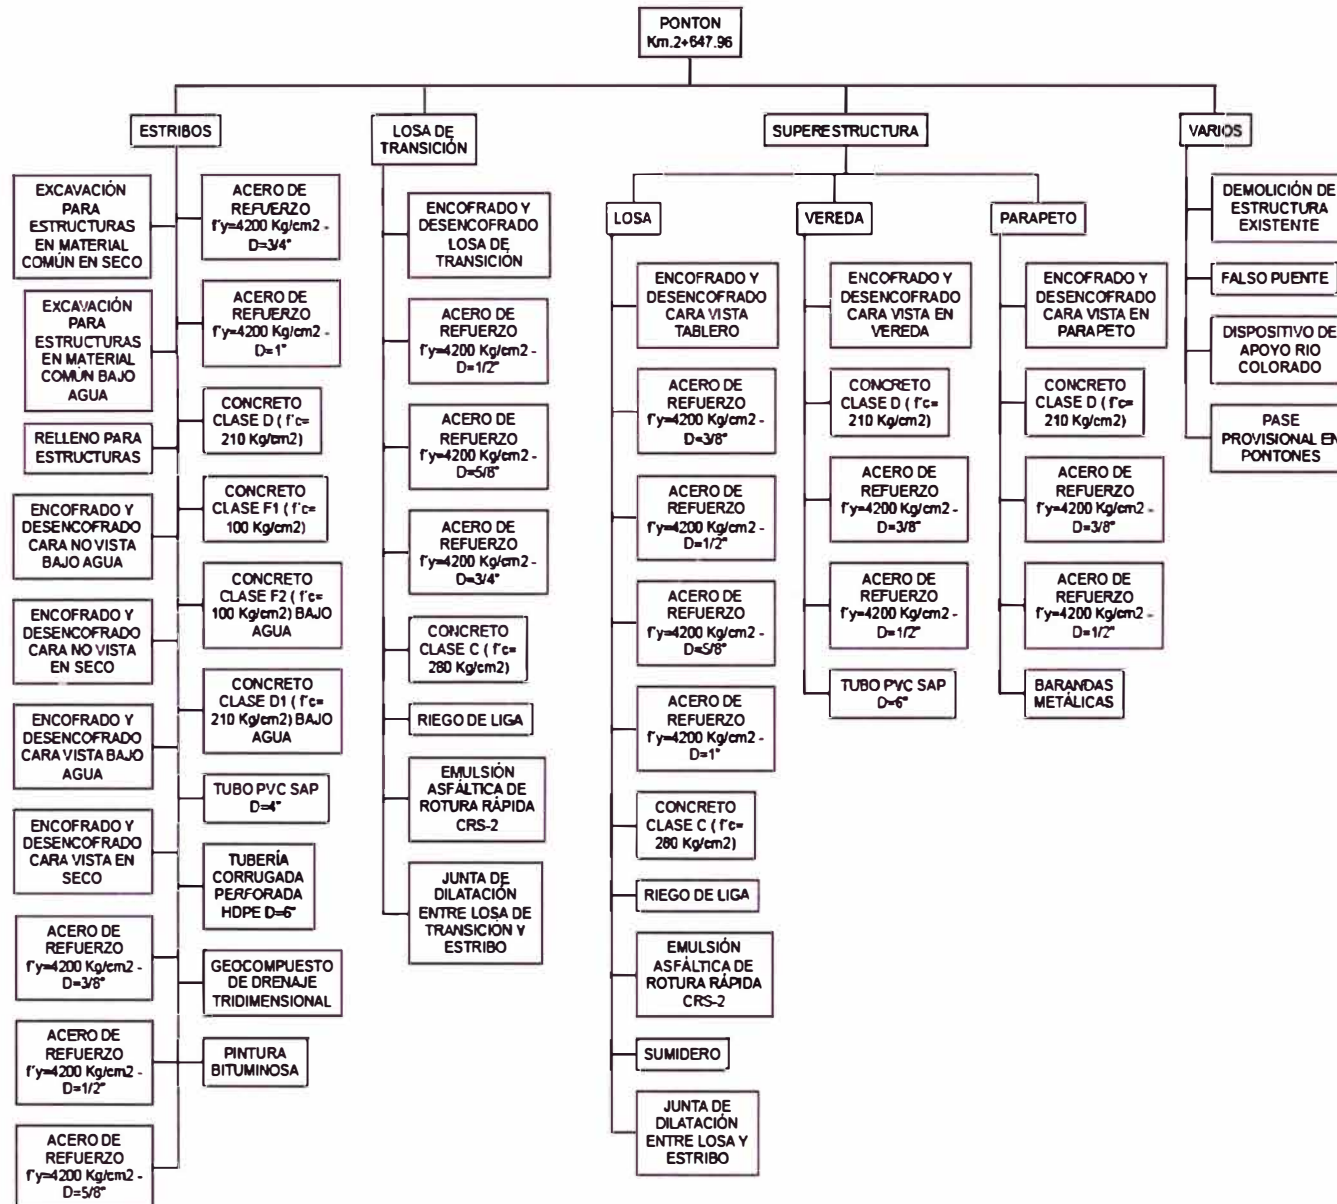 PONTON
Km.2+647.96
ESTRIBOS
EXCAVACIÓN
PARA
ESTRUCTURAS
EN MATERIAL
COMÚN EN SECO
EXCAVACIÓN
PARA
ESTRUCTURAS
EN MATERIAL
COMÚN BAJO
AGUA
RELLENO PARA
ESTRUCTURAS
ENCOFRADO Y
DESENCOFRADO
CARA NO VISTA
BAJO AGUA
ENCOFRADO Y
DESENCOFRADO
CARA NO VISTA
EN SECO
ENCOFRADO Y
DESENCOFRADO
CARA VISTA BAJO
AGUA
ENCOFRADO Y
DESENCOFRADO
CARA VISTA EN
SECO
ACERO DE
REFUERZO
f'y=4200 Kg/cm2 -
D=3/8"
ACERO DE
REFUERZO
f'y=4200 Kg/cm2 -
D=1/2"
ACERO DE
REFUERZO
f'y=4200 Kg/cm2 -
D=5/8"
ACERO DE
REFUERZO
f'y=4200 Kg/cm2 -
D=3/4"
ACERO DE
REFUERZO
f'y=4200 Kg/cm2 -
D=1"
CONCRETO
CLASE D ( f'c=
210 Kg/cm2)
CONCRETO
CLASE F1 ( f'c=
100 Kg/cm2)
CONCRETO
CLASE F2 ( f'c=
100 Kg/cm2) BAJO
AGUA
CONCRETO
CLASE D1 ( f'c=
210 Kg/cm2) BAJO
AGUA
TUBO PVC SAP
D=4"
TUBERÍA
CORRUGADA
PERFORADA
HDPE D=6"
GEOCOMPUESTO
DE DRENAJE
TRIDIMENSIONAL
PINTURA
BITUMINOSA
LOSA DE
TRANSICIÓN
ENCOFRADO Y
DESENCOFRADO
LOSA DE
TRANSICIÓN
ACERO DE
REFUERZO
f'y=4200 Kg/cm2 -
D=1/2"
ACERO DE
REFUERZO
f'y=4200 Kg/cm2 -
D=5/8"
ACERO DE
REFUERZO
f'y=4200 Kg/cm2 -
D=3/4"
CONCRETO
CLASE C ( f'c=
280 Kg/cm2)
RIEGO DE LIGA
EMULSIÓN
ASFÁLTICA DE
ROTURA RÁPIDA
CRS-2
JUNTA DE
DILATACIÓN
ENTRE LOSA DE
TRANSICIÓN Y
ESTRIBO
SUPERESTRUCTURA
LOSA
ENCOFRADO Y
DESENCOFRADO
CARA VISTA
TABLERO
ACERO DE
REFUERZO
f'y=4200 Kg/cm2 -
D=3/8"
ACERO DE
REFUERZO
f'y=4200 Kg/cm2 -
D=1/2"
ACERO DE
REFUERZO
f'y=4200 Kg/cm2 -
D=5/8"
ACERO DE
REFUERZO
f'y=4200 Kg/cm2 -
D=1"
CONCRETO
CLASE C ( f'c=
280 Kg/cm2)
RIEGO DE LIGA
EMULSIÓN
ASFÁLTICA DE
ROTURA RÁPIDA
CRS-2
SUMIDERO
JUNTA DE
DILATACIÓN
ENTRE LOSA Y
ESTRIBO
VEREDA
ENCOFRADO Y
DESENCOFRADO
CARA VISTA EN
VEREDA
CONCRETO
CLASE D ( f'c=
210 Kg/cm2)
ACERO DE
REFUERZO
f'y=4200 Kg/cm2 -
D=3/8"
ACERO DE
REFUERZO
f'y=4200 Kg/cm2 -
D=1/2"
TUBO PVC SAP
D=6"
PARAPETO
ENCOFRADO Y
DESENCOFRADO
CARA VISTA EN
PARAPETO
CONCRETO
CLASE D ( f'c=
210 Kg/cm2)
ACERO DE
REFUERZO
f'y=4200 Kg/cm2 -
D=3/8"
ACERO DE
REFUERZO
f'y=4200 Kg/cm2 -
D=1/2"
BARANDAS
METÁLICAS
VARIOS
DEMOLICIÓN DE
ESTRUCTURA
EXISTENTE
FALSO PUENTE
DISPOSITIVO DE
APOYO RIO
COLORADO
PASE
PROVISIONAL EN
PONTONES